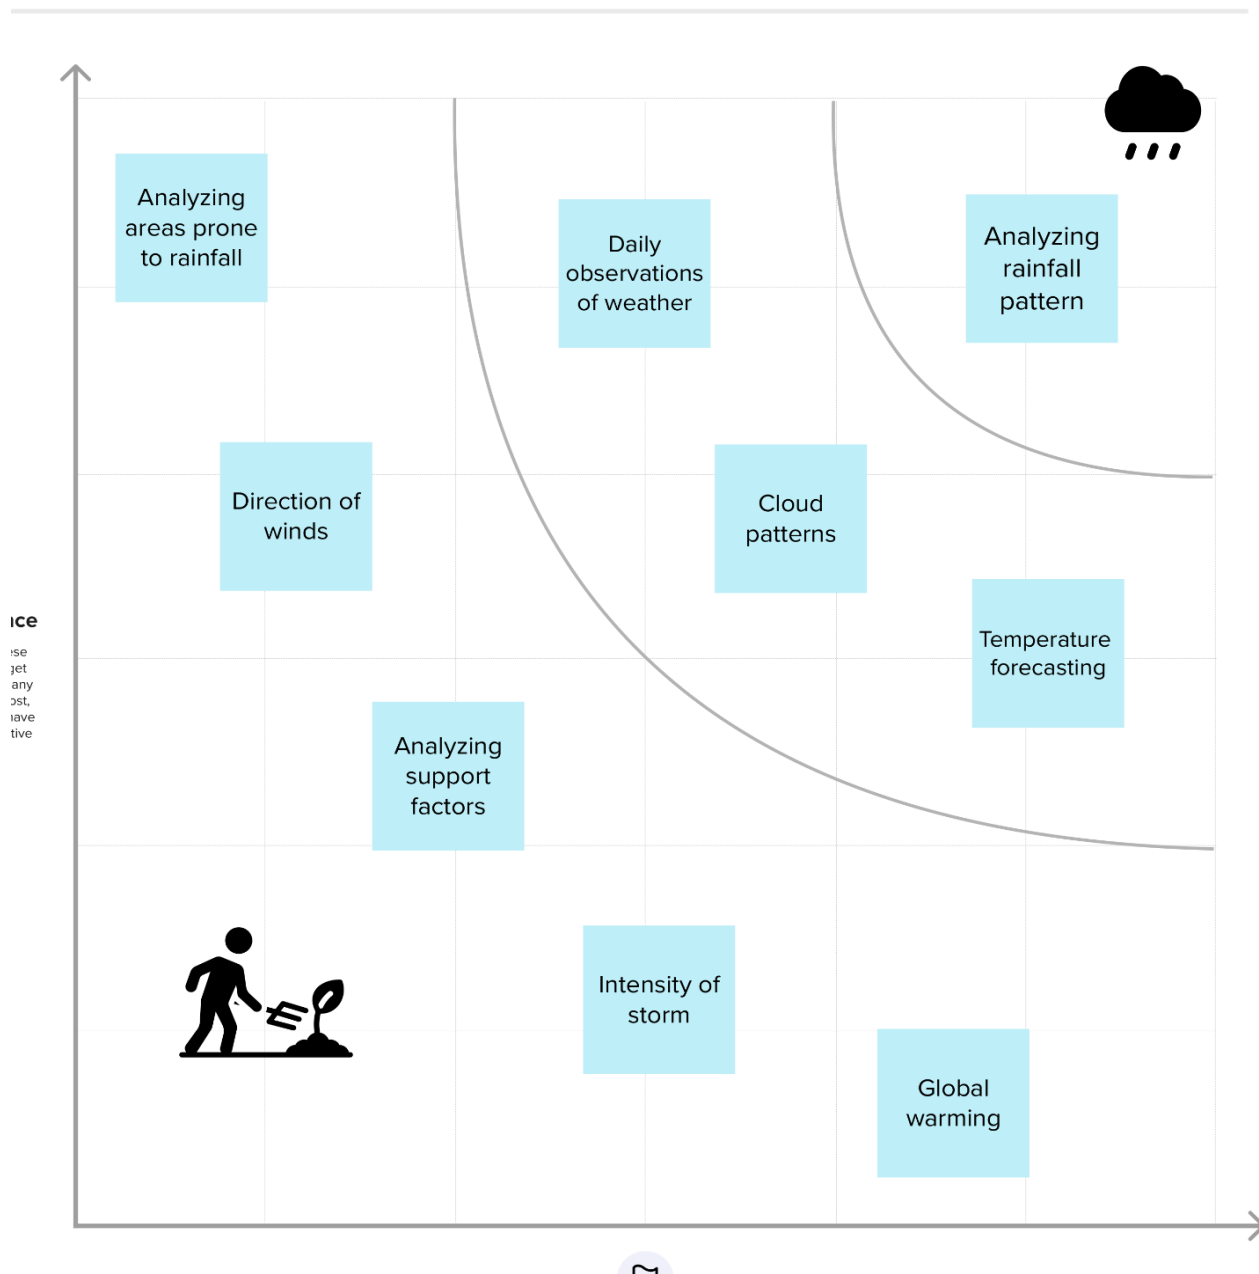 Analyzing
areas prone
to rainfall
Daily
observations
of weather
Analyzing
rainfall
pattern
Direction of
winds
Cloud
patterns
Temperature
forecasting
any
Analyzing
support
factors
Intensity of
storm
Global
warming